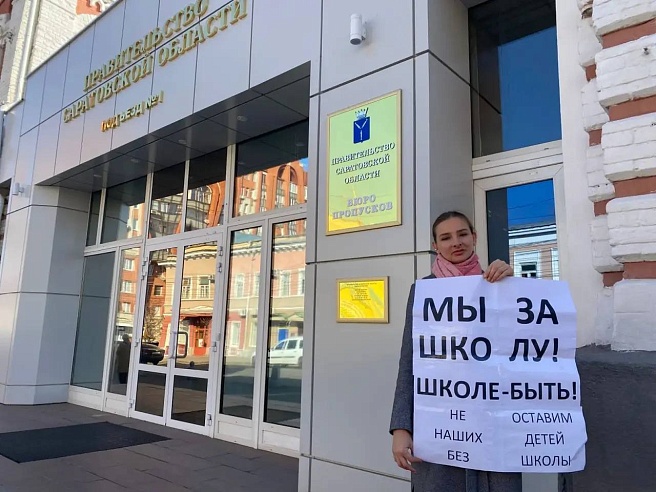 ПРАВИТЕЛЬСТВО
САРАТОВСКОЙ ОБЛАСТИ
ПОДЪЕЗД №1
ПРАВИТЕЛЬСТВО
САРАТОВСКОЙ
ОБЛАСТИ
БЮРО
ПРОПУСКОВ
МЫ ЗА
ШКО ЛУ!
ШКОЛЕ-БЫТЬ!
НЕ ОСТАВИМ
НАШИХ ДЕТЕЙ
БЕЗ ШКОЛЫ